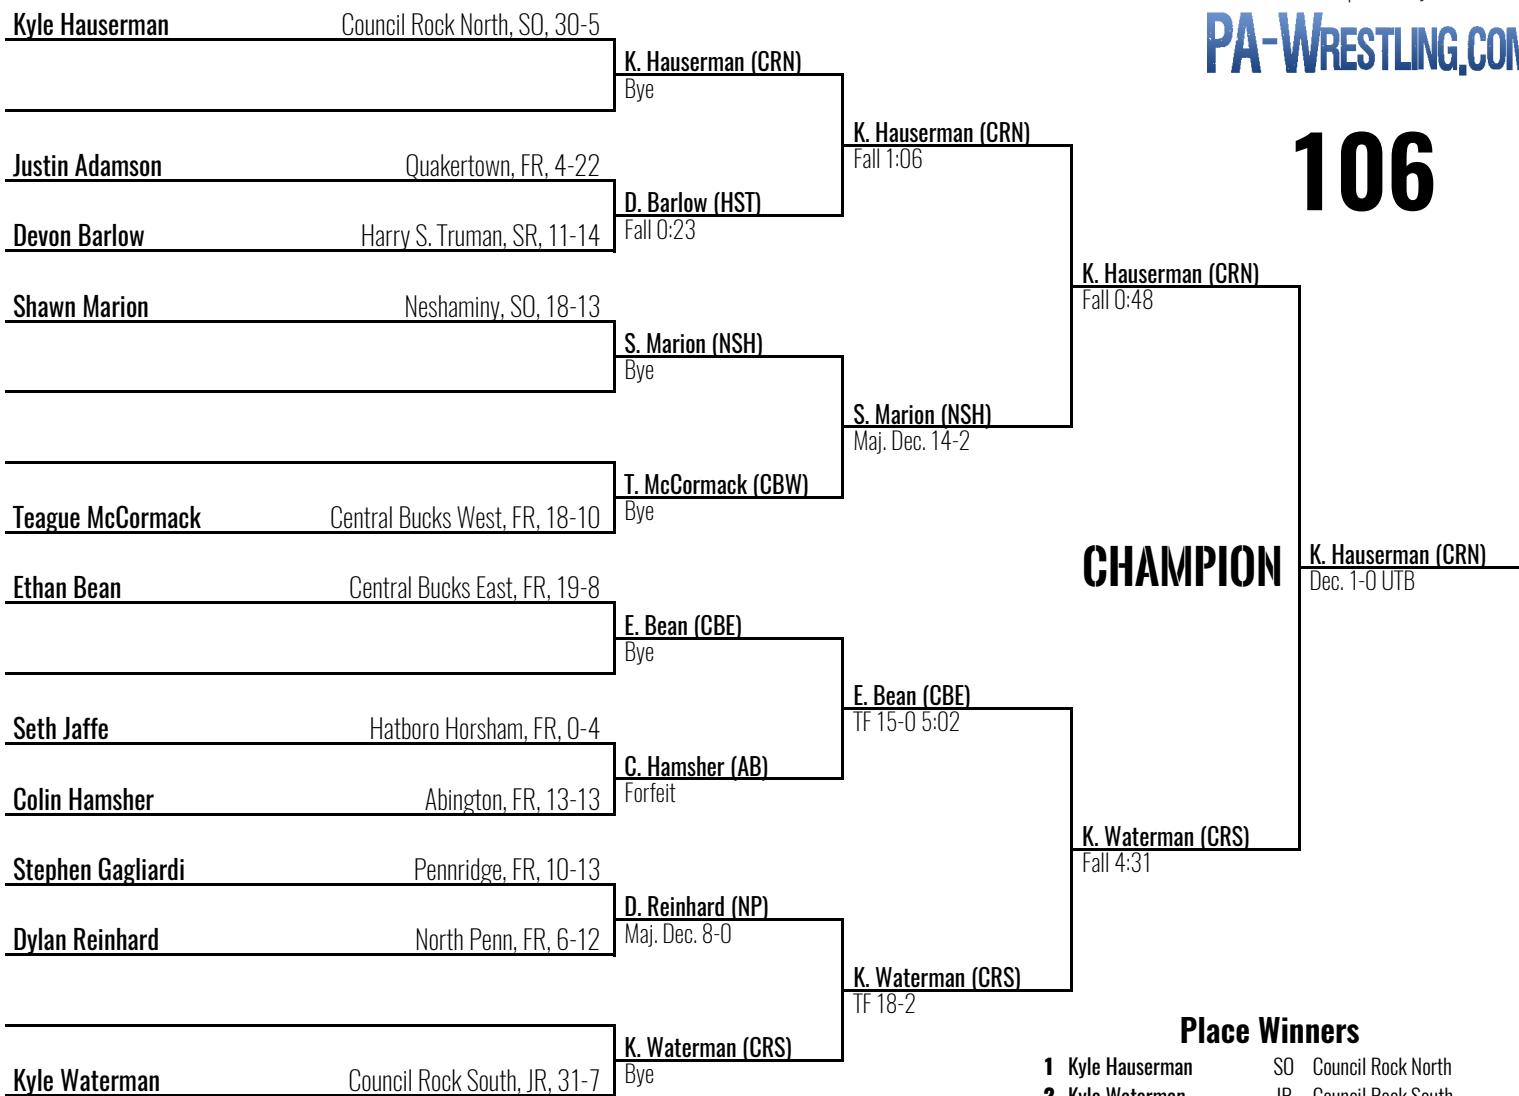 Kyle Hauserman Council Rock North, SO, 30-5
K. Hauserman (CRN)
Bye
PA-WRESTLING.COM
K. Hauserman (CRN)
Fall 1:06
106
Justin Adamson Quakertown, FR, 4-22
D. Barlow (HST)
Fall 0:23
Devon Barlow Harry S. Truman, SR, 11-14
K. Hauserman (CRN)
Fall 0:48
Shawn Marion Neshaminy, SO, 18-13
S. Marion (NSH)
Bye
S. Marion (NSH)
Maj. Dec. 14-2
T. McCormack (CBW)
Bye
Teague McCormack Central Bucks West, FR, 18-10
CHAMPION
K. Hauserman (CRN)
Dec. 1-0 UTB
Ethan Bean Central Bucks East, FR, 19-8
E. Bean (CBE)
Bye
E. Bean (CBE)
TF 15-0 5:02
Seth Jaffe Hatboro Horsham, FR, 0-4
C. Hamsher (AB)
Forfeit
Colin Hamsher Abington, FR, 13-13
K. Waterman (CRS)
Fall 4:31
Stephen Gagliardi Pennridge, FR, 10-13
D. Reinhard (NP)
Maj. Dec. 8-0
Dylan Reinhard North Penn, FR, 6-12
K. Waterman (CRS)
TF 18-2
K. Waterman (CRS)
Bye
Kyle Waterman Council Rock South, JR, 31-7
Place Winners
1 Kyle Hauserman SO Council Rock North
2 Kyle Waterman JR Council Rock South